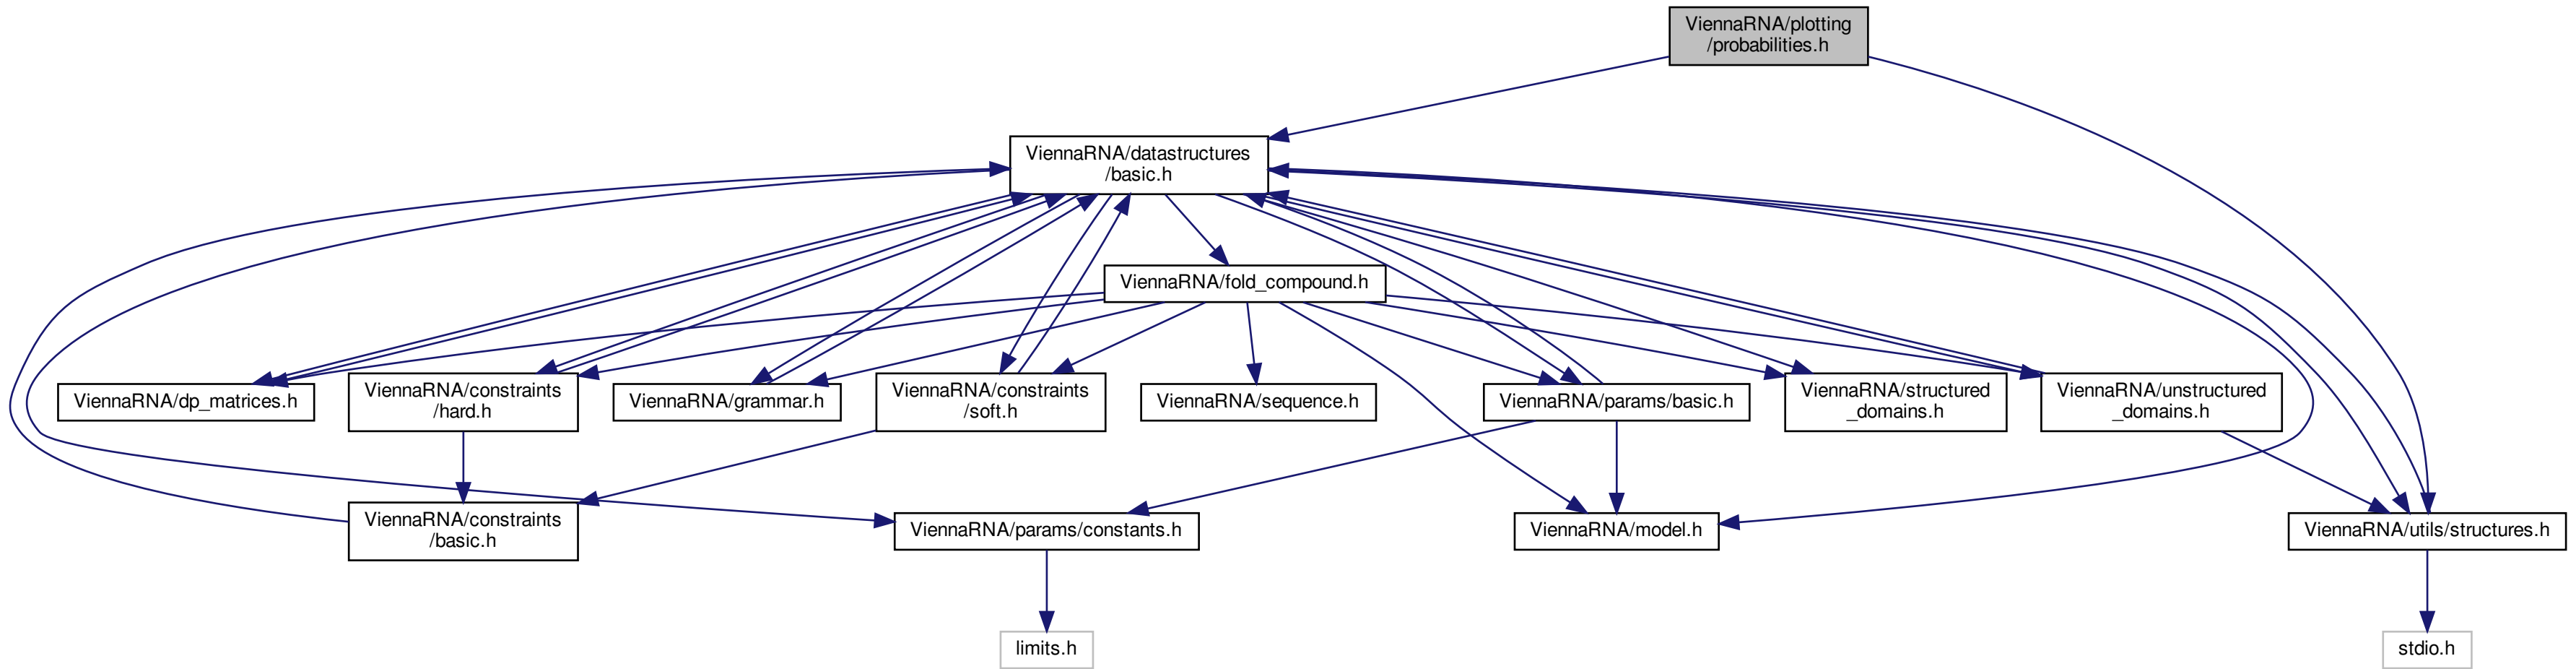 ViennaRNA/plotting
/probabilities.h
ViennaRNA/datastructures
/basic.h
ViennaRNA/fold_compound.h
ViennaRNA/dp_matrices.h
ViennaRNA/constraints
/hard.h
ViennaRNA/grammar.h
ViennaRNA/constraints
/soft.h
ViennaRNA/sequence.h
ViennaRNA/params/basic.h
ViennaRNA/structured
_domains.h
ViennaRNA/unstructured
_domains.h
ViennaRNA/constraints
/basic.h
ViennaRNA/params/constants.h
ViennaRNA/model.h
ViennaRNA/utils/structures.h
limits.h
stdio.h